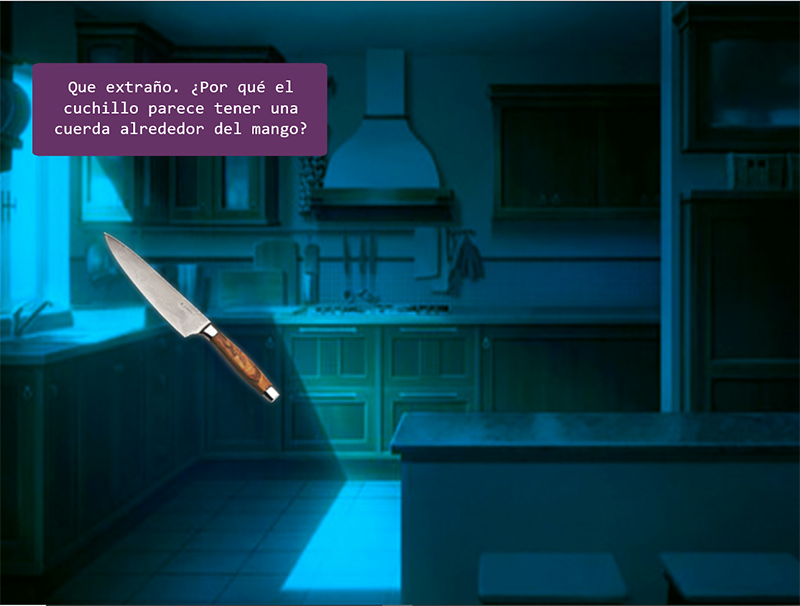 Que extraño. ¿Por qué el
cuchillo parece tener una
cuerda alrededor del mango?